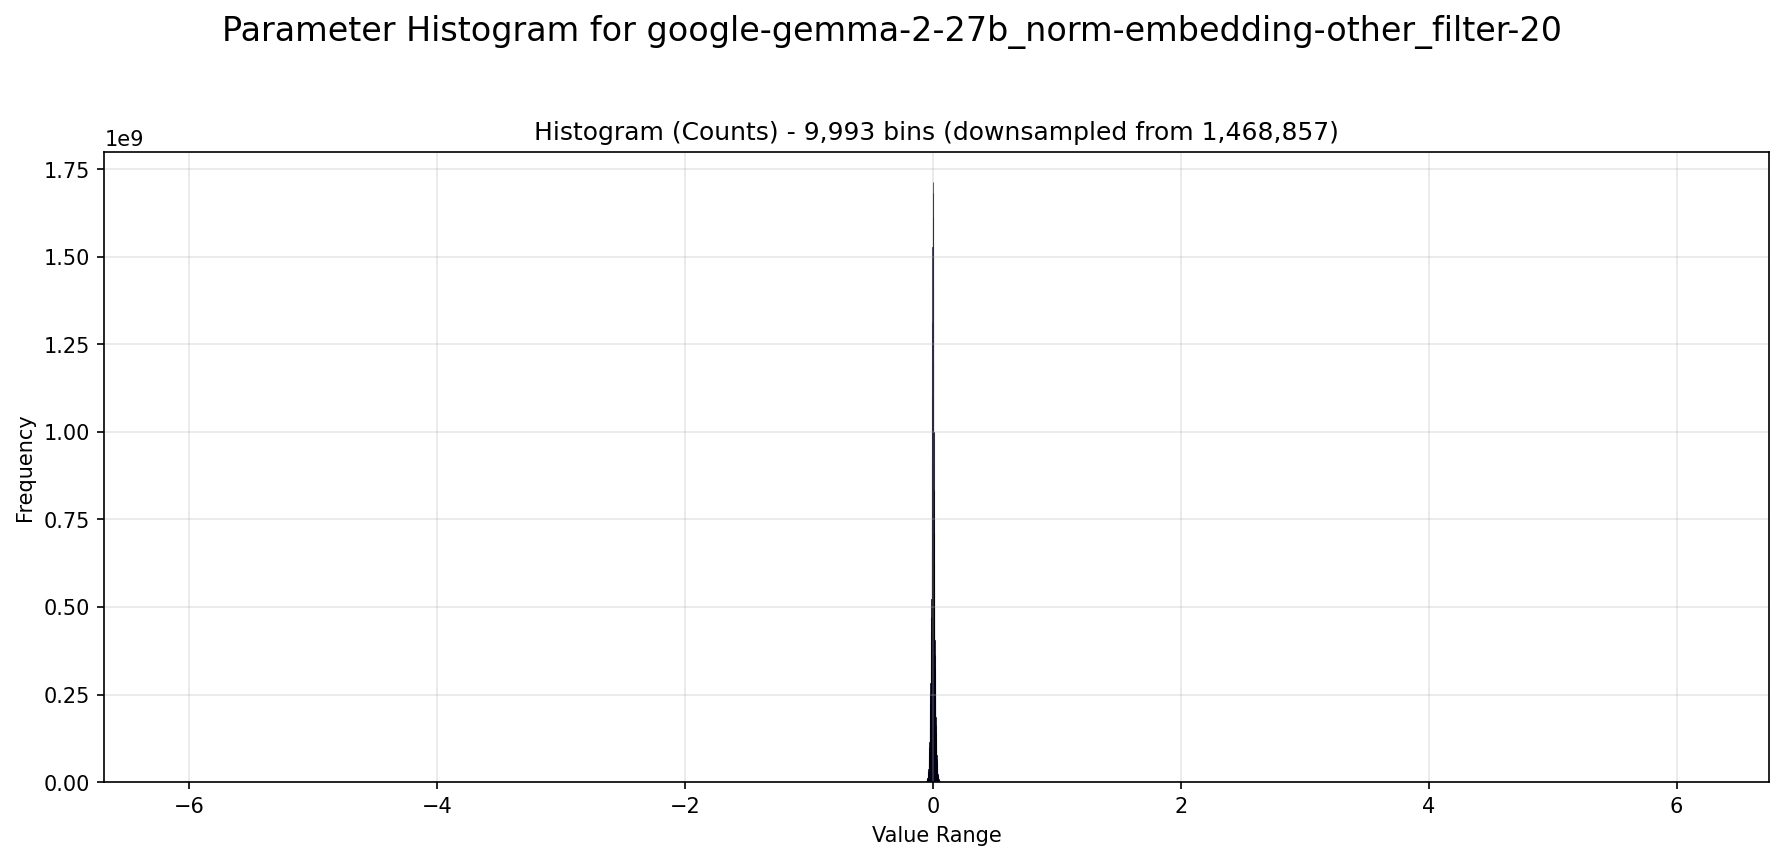 Parameter Histogram for google-gemma-2-27b_norm-embedding-other_filter-20
Histogram (Counts) - 9,993 bins (downsampled from 1,468,857)
1e9
1.75
1.50
1.25
1.00
0.75
0.50
0.25
0.00
Frequency
−6 −4 −2 0 2 4 6
Value Range